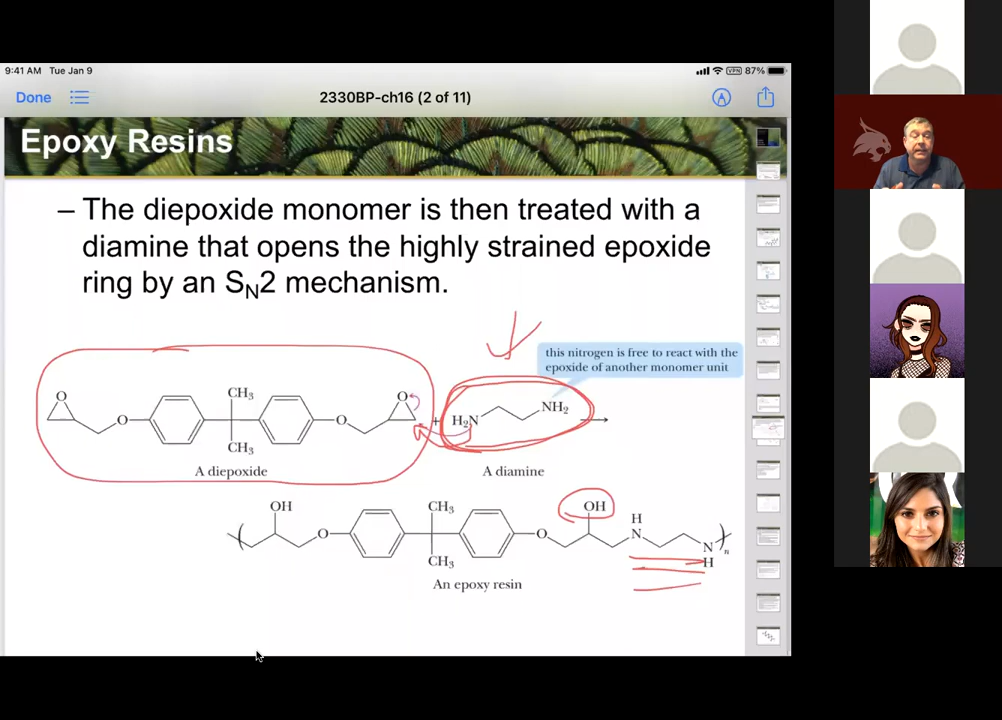 9:41 AM Tue Jan 9
VPN 87%
Done
2330BP-ch16 (2 of 11)
Epoxy Resins
– The diepoxide monomer is then treated with a
diamine that opens the highly strained epoxide
ring by an SN2 mechanism.
this nitrogen is free to react with the
epoxide of another monomer unit
O
O
CH3
CH3
O
O
+
H2N
NH2
A diepoxide
A diamine
OH
O
CH3
CH3
O
OH
H
N
N
H
n
An epoxy resin